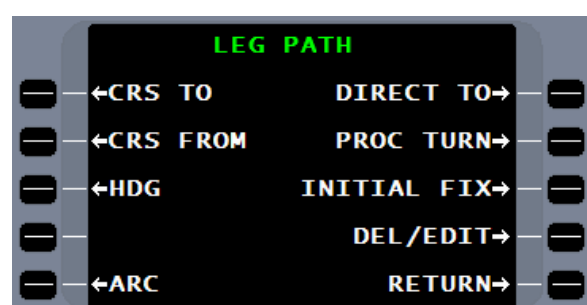 LEG PATH
←CRS TO DIRECT TO→
←CRS FROM PROC TURN→
←HDG INITIAL FIX→
DEL/EDIT→
←ARC RETURN→